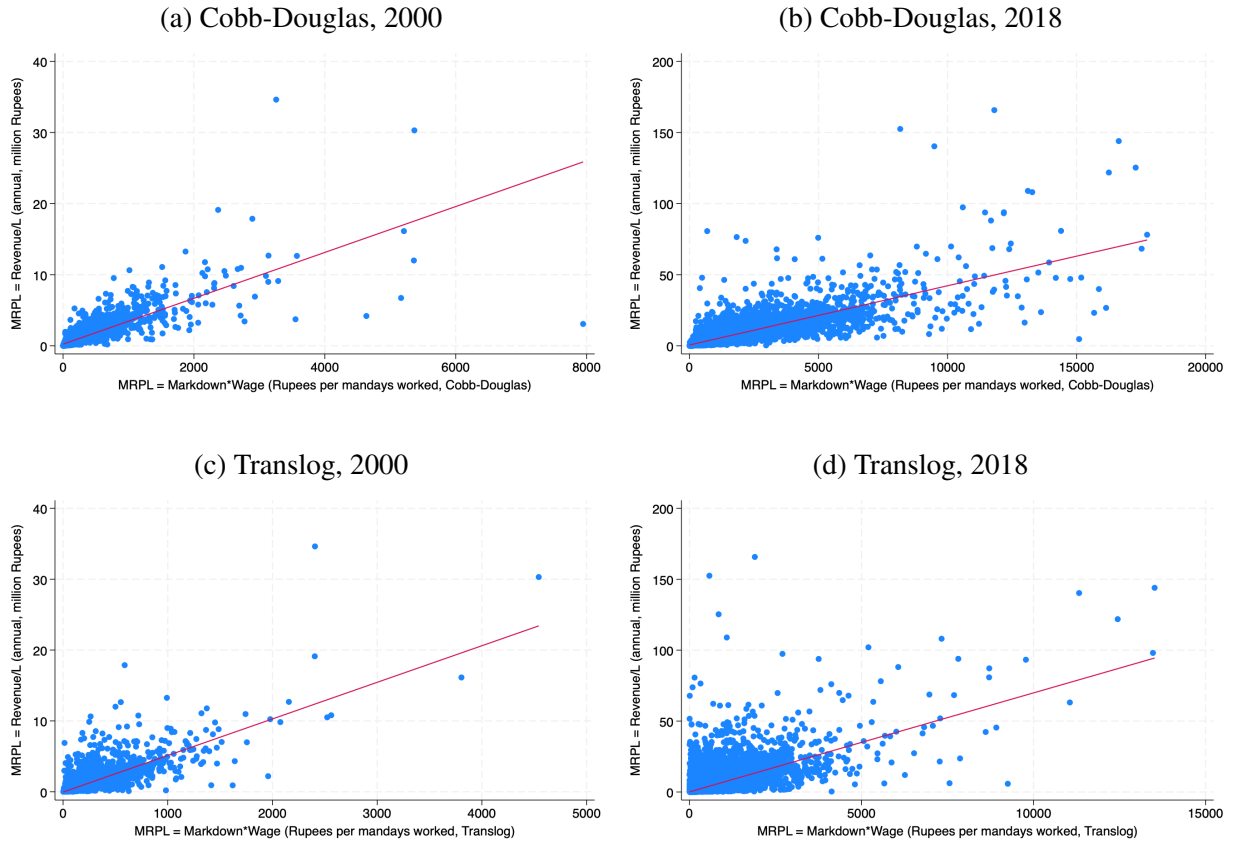 (a) Cobb-Douglas, 2000
MRPL = Revenue/L (annual, million Rupees)
40
30
20
10
0
0 2000 4000 6000 8000
MRPL = Markdown*Wage (Rupees per mandays worked, Cobb-Douglas)
(b) Cobb-Douglas, 2018
MRPL = Revenue/L (annual, million Rupees)
200
150
100
50
0
0 5000 10000 15000 20000
MRPL = Markdown*Wage (Rupees per mandays worked, Cobb-Douglas)
(c) Translog, 2000
MRPL = Revenue/L (annual, million Rupees)
40
30
20
10
0
0 1000 2000 3000 4000 5000
MRPL = Markdown*Wage (Rupees per mandays worked, Translog)
(d) Translog, 2018
MRPL = Revenue/L (annual, million Rupees)
200
150
100
50
0
0 5000 10000 15000
MRPL = Markdown*Wage (Rupees per mandays worked, Translog)